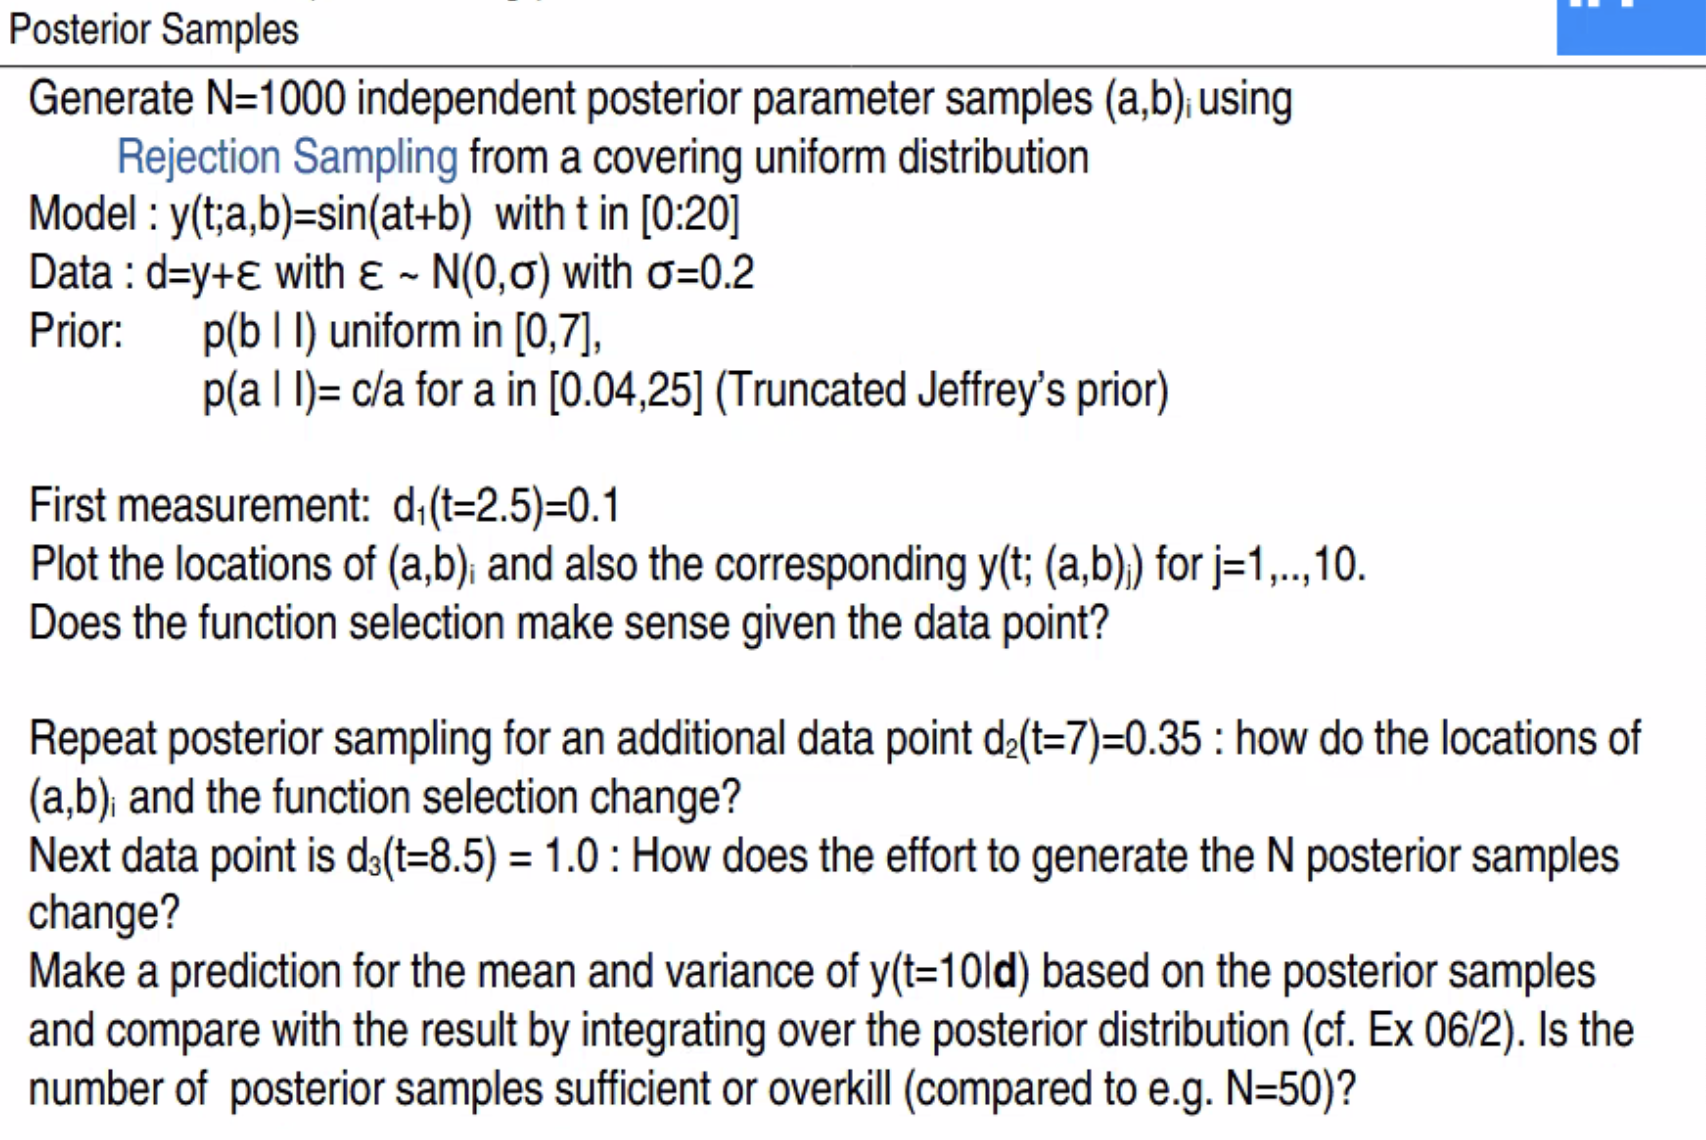 Posterior Samples
Generate N=1000 independent posterior parameter samples (a,b)ᵢ using
Rejection Sampling from a covering uniform distribution
Model : y(t;a,b)=sin(at+b) with t in [0:20]
Data : d=y+ε with ε ~ N(0,σ) with σ=0.2
Prior: p(b | I) uniform in [0,7],
p(a | I)= c/a for a in [0.04,25] (Truncated Jeffrey's prior)
First measurement: d₁(t=2.5)=0.1
Plot the locations of (a,b)ᵢ and also the corresponding y(t; (a,b)ⱼ) for j=1,..,10.
Does the function selection make sense given the data point?
Repeat posterior sampling for an additional data point d₂(t=7)=0.35 : how do the locations of
(a,b)ᵢ and the function selection change?
Next data point is d₃(t=8.5) = 1.0 : How does the effort to generate the N posterior samples
change?
Make a prediction for the mean and variance of y(t=10|d) based on the posterior samples
and compare with the result by integrating over the posterior distribution (cf. Ex 06/2). Is the
number of posterior samples sufficient or overkill (compared to e.g. N=50)?